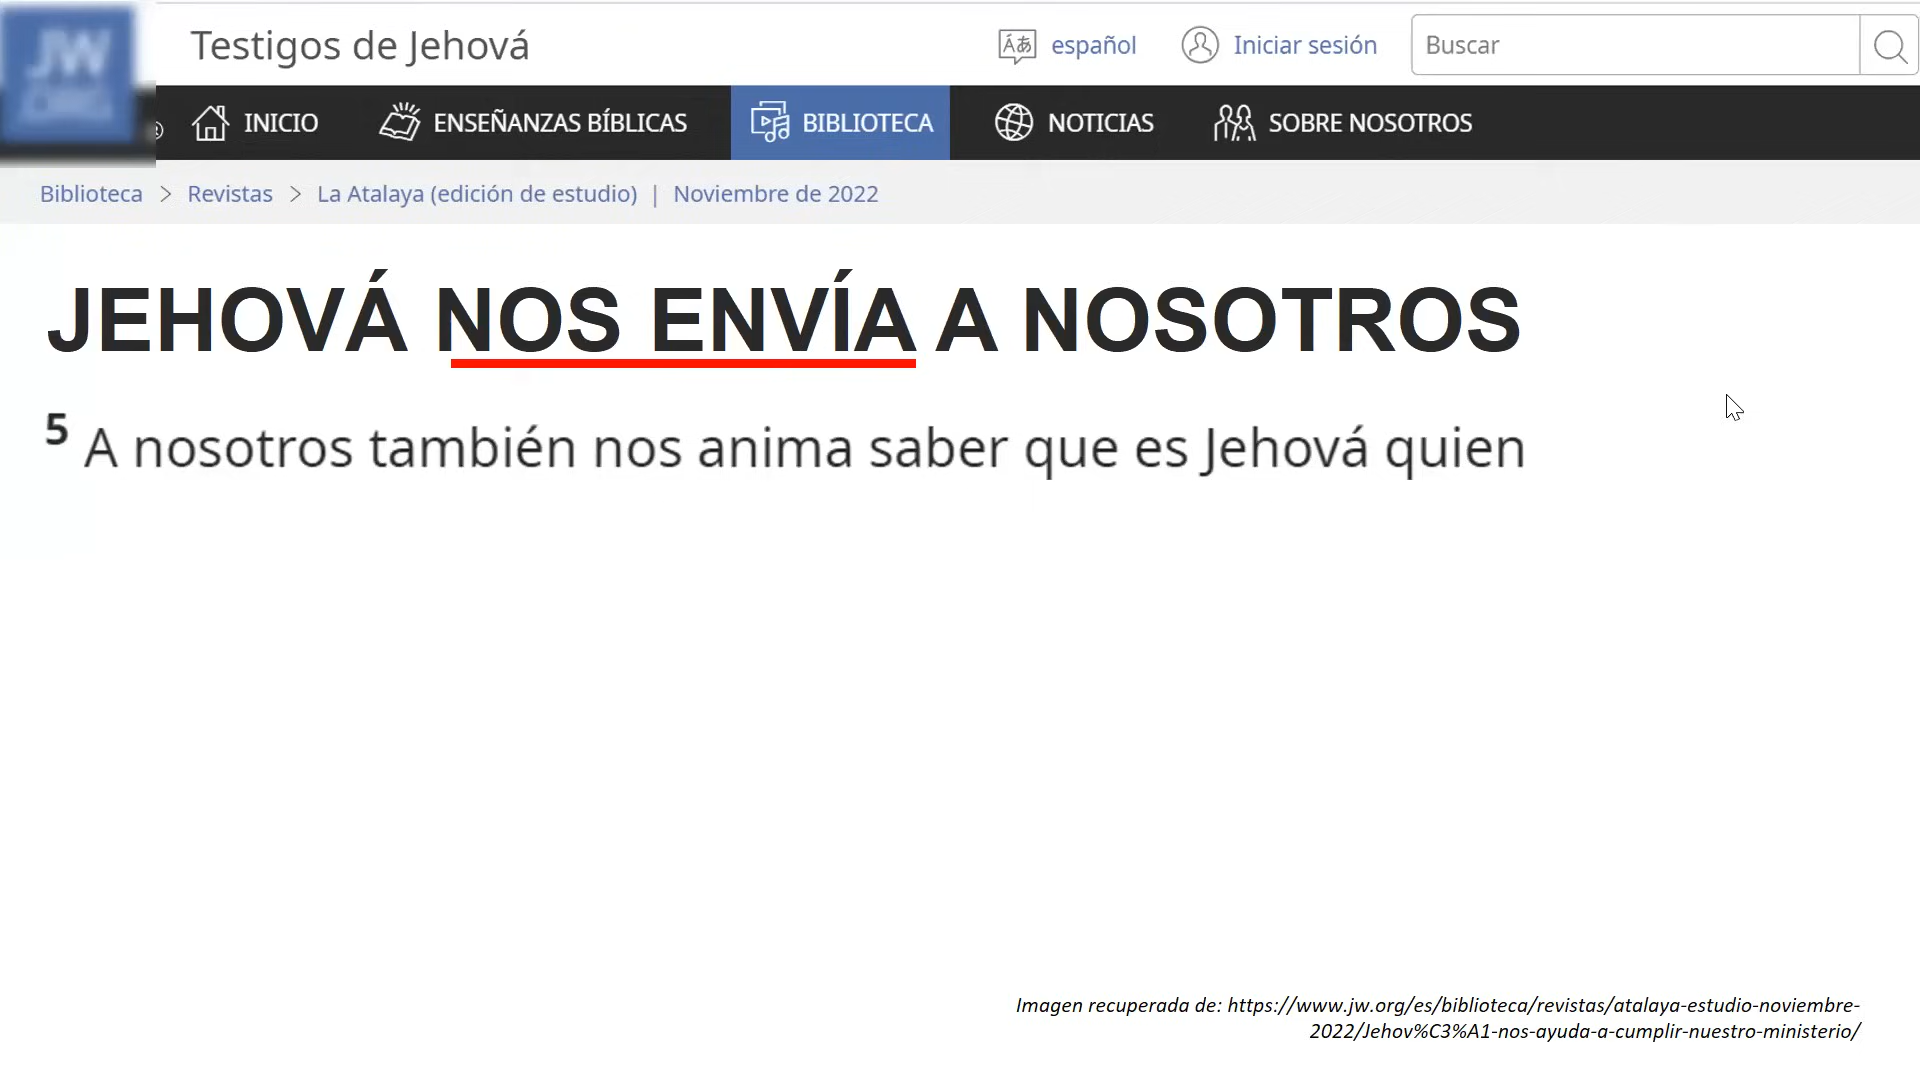 JW
.ORG
®
Testigos de Jehová
español
Iniciar sesión
Buscar
INICIO
ENSEÑANZAS BÍBLICAS
BIBLIOTECA
NOTICIAS
SOBRE NOSOTROS
Biblioteca > Revistas > La Atalaya (edición de estudio) | Noviembre de 2022
JEHOVÁ NOS ENVÍA A NOSOTROS
5 A nosotros también nos anima saber que es Jehová quien
Imagen recuperada de: https://www.jw.org/es/biblioteca/revistas/atalaya-estudio-noviembre-
2022/Jehov%C3%A1-nos-ayuda-a-cumplir-nuestro-ministerio/